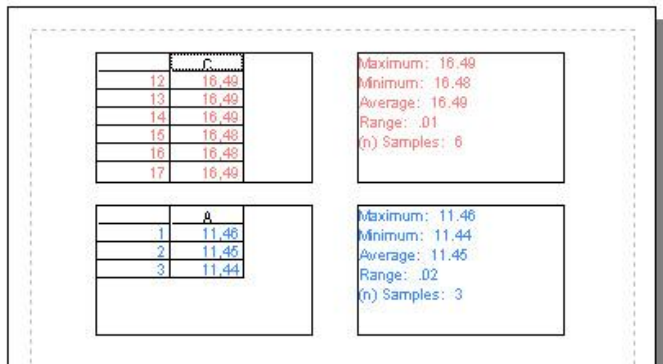 C
12 16,49
13 16,49
14 16,49
15 16,48
16 16,48
17 16,49
Maximum: 16.49
Minimum: 16.48
Average: 16.49
Range: .01
(n) Samples: 6
A
1 11,46
2 11,45
3 11,44
Maximum: 11.46
Minimum: 11.44
Average: 11.45
Range: .02
(n) Samples: 3